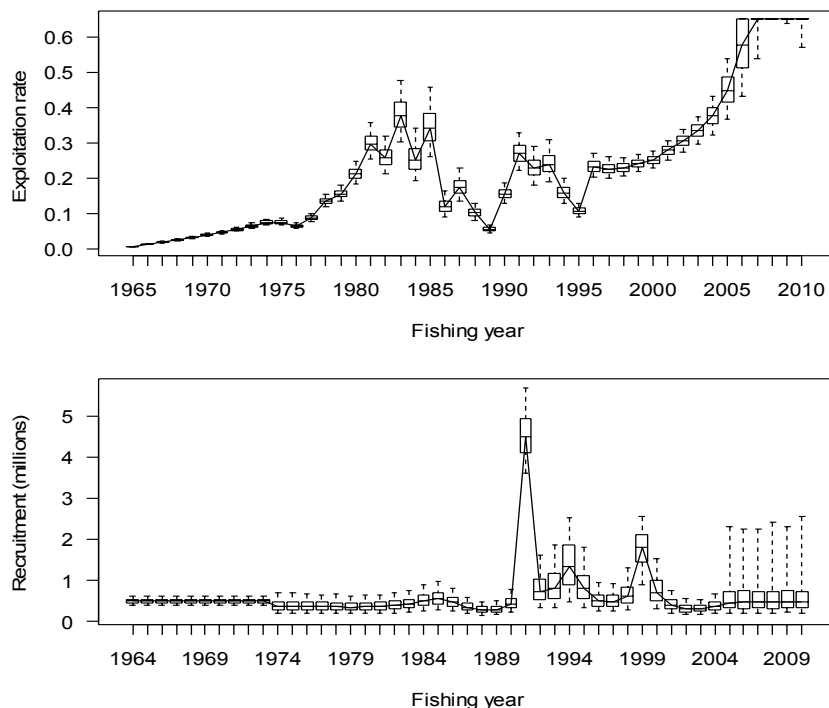 Exploitation rate
0.6
0.5
0.4
0.3
0.2
0.1
0.0
1965 1970 1975 1980 1985 1990 1995 2000 2005 2010
Fishing year
Recruitment (millions)
5
4
3
2
1
0
1964 1969 1974 1979 1984 1989 1994 1999 2004 2009
Fishing year